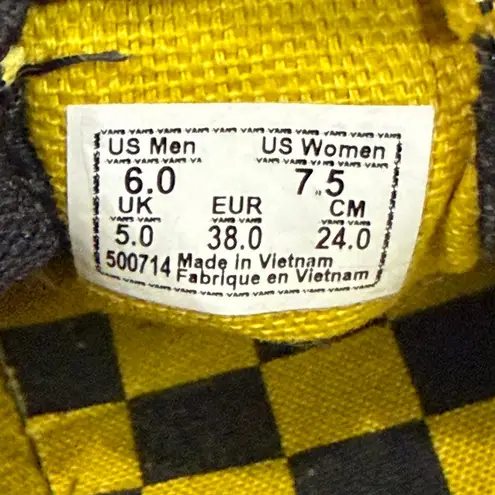 US Men US Women
6.0 7.5
UK EUR CM
5.0 38.0 24.0
500714 Made in Vietnam
Fabrique en Vietnam